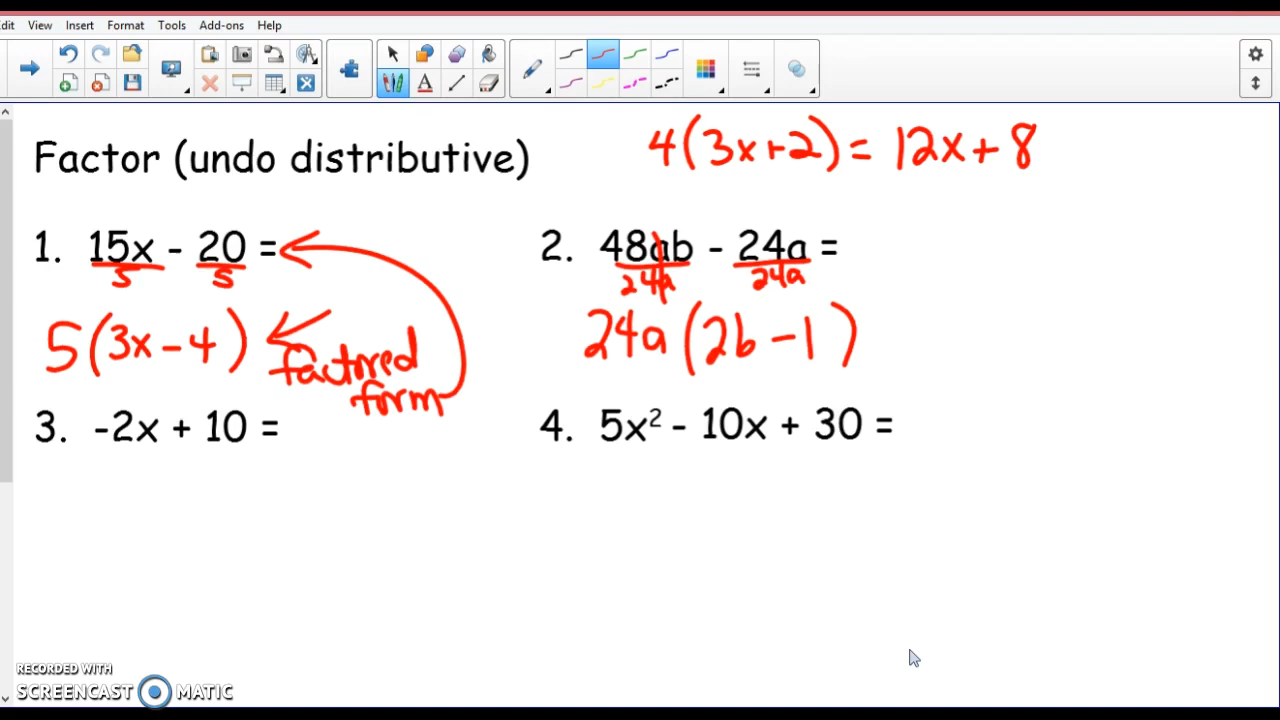 Edit View Insert Format Tools Add-ons Help
Factor (undo distributive)
4(3x+2) = 12x + 8
1. 15x - 20 =
5 5
5(3x - 4)
factored
form
2. 48ab - 24a =
24a 24a
24a(2b - 1)
3. -2x + 10 =
4. 5x² - 10x + 30 =
RECORDED WITH
SCREENCAST MATIC